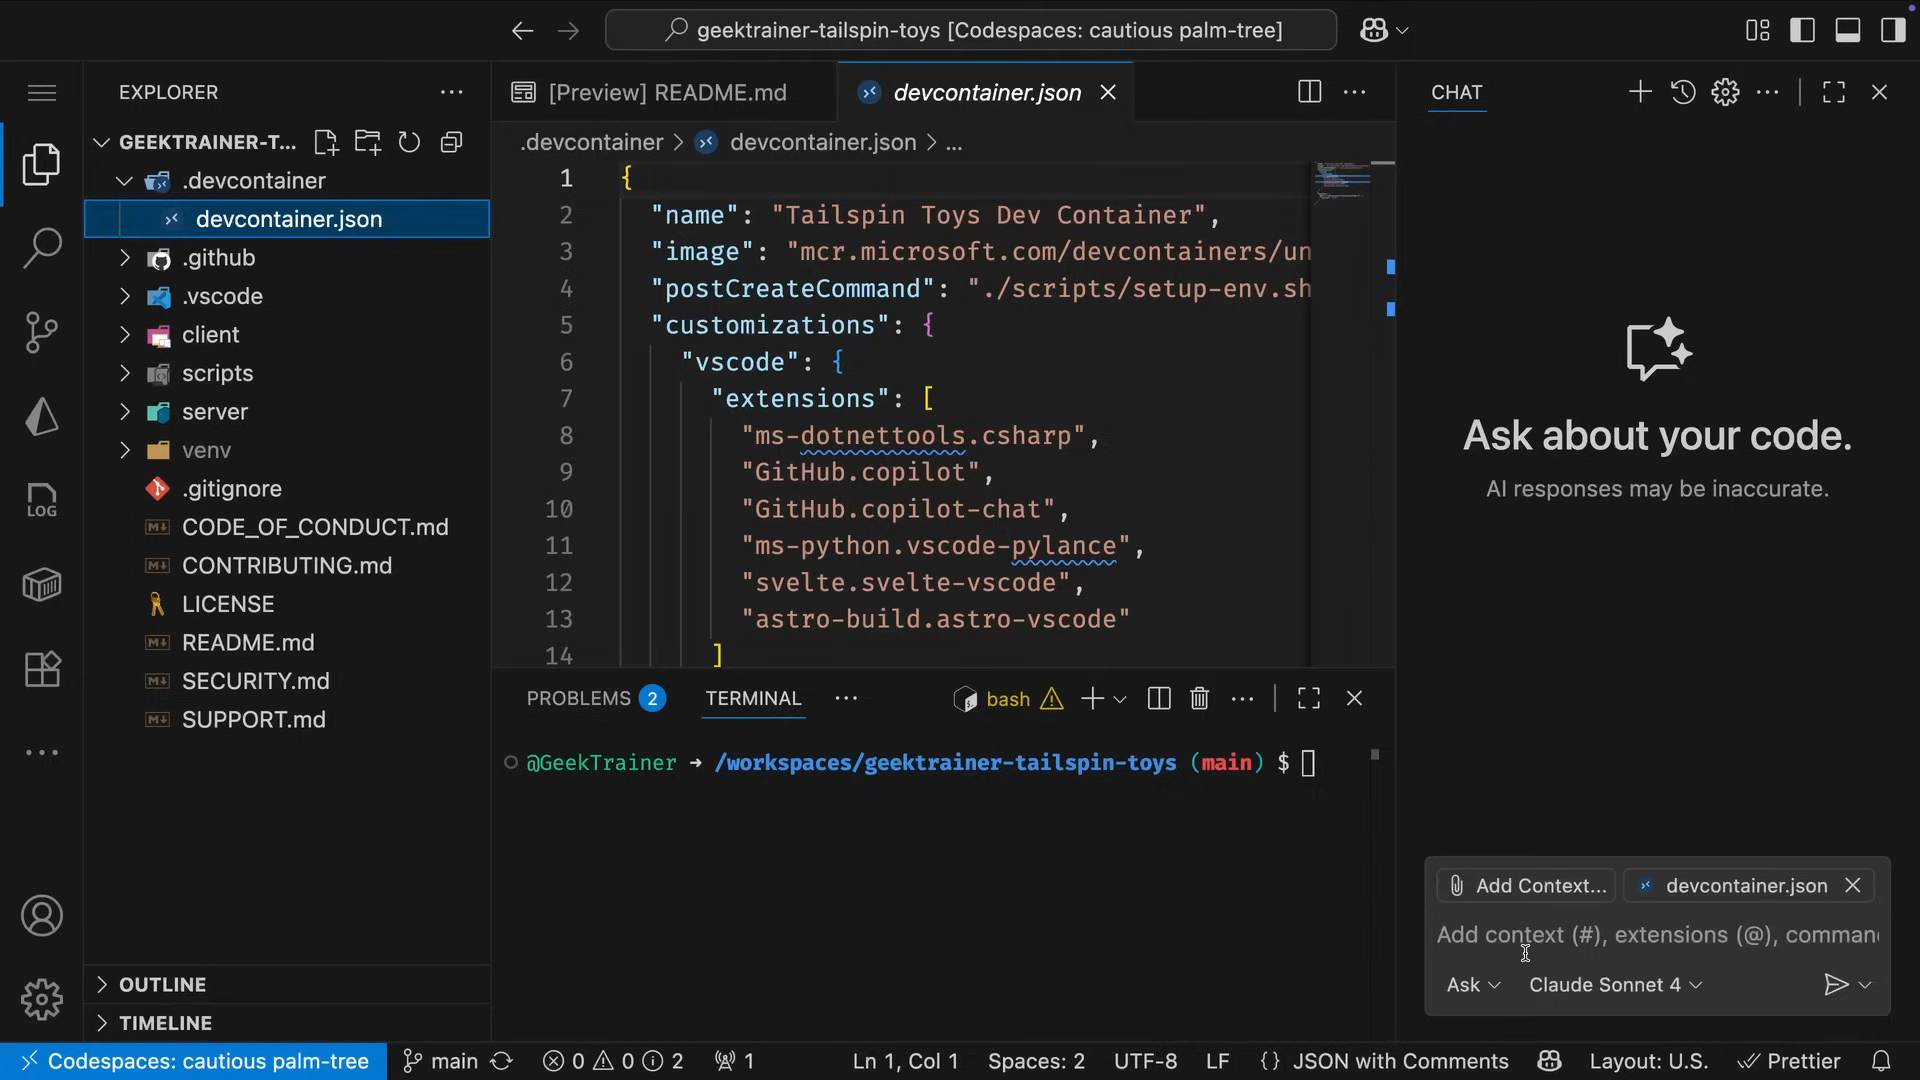 geektrainer-tailspin-toys [Codespaces: cautious palm-tree]
EXPLORER
GEEKTRAINER-T...
.devcontainer
devcontainer.json
.github
.vscode
client
scripts
server
venv
.gitignore
CODE_OF_CONDUCT.md
CONTRIBUTING.md
LICENSE
README.md
SECURITY.md
SUPPORT.md
OUTLINE
TIMELINE
LOG
[Preview] README.md
devcontainer.json
.devcontainer > devcontainer.json > ...
1 {
2 "name": "Tailspin Toys Dev Container",
3 "image": "mcr.microsoft.com/devcontainers/un
4 "postCreateCommand": "./scripts/setup-env.sh
5 "customizations": {
6 "vscode": {
7 "extensions": [
8 "ms-dotnettools.csharp",
9 "GitHub.copilot",
10 "GitHub.copilot-chat",
11 "ms-python.vscode-pylance",
12 "svelte.svelte-vscode",
13 "astro-build.astro-vscode"
14 ]
PROBLEMS 2 TERMINAL ... bash
@GeekTrainer → /workspaces/geektrainer-tailspin-toys (main) $
CHAT
Ask about your code.
AI responses may be inaccurate.
Add Context... devcontainer.json
Add context (#), extensions (@), comman
Ask Claude Sonnet 4
Codespaces: cautious palm-tree main 0 0 2 1 Ln 1, Col 1 Spaces: 2 UTF-8 LF {} JSON with Comments Layout: U.S. Prettier